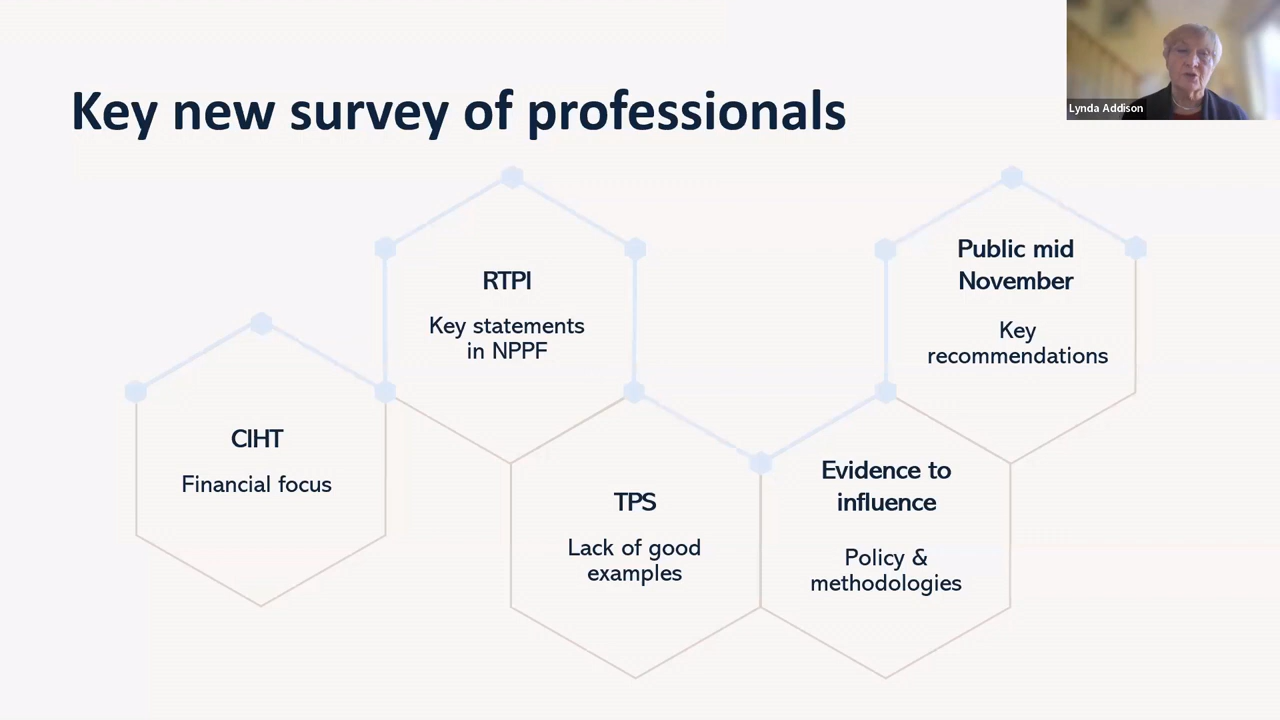 Key new survey of professionals
Lynda Addison
CIHT
Financial focus
RTPI
Key statements
in NPPF
TPS
Lack of good
examples
Evidence to
influence
Policy &
methodologies
Public mid
November
Key
recommendations